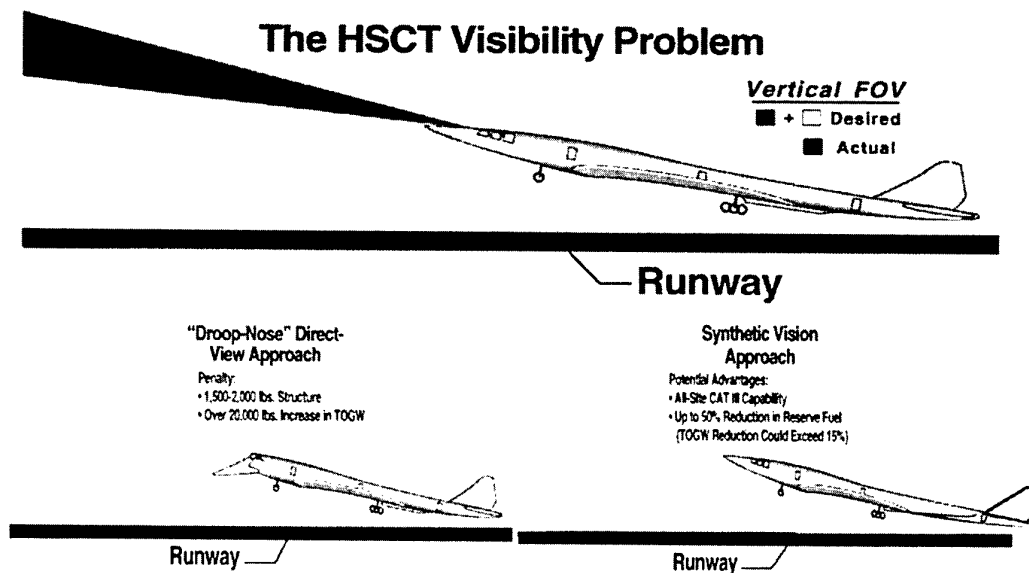 The HSCT Visibility Problem
Vertical FOV
+ Desired
Actual
Runway
"Droop-Nose" Direct-
View Approach
Penalty:
• 1,500-2,000 lbs. Structure
• Over 20,000 lbs. Increase in TOGW
Runway
Synthetic Vision
Approach
Potential Advantages:
• All-Site CAT III Capability
• Up to 50% Reduction in Reserve Fuel
(TOGW Reduction Could Exceed 15%)
Runway